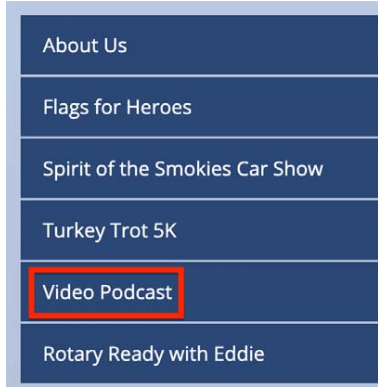 About Us
Flags for Heroes
Spirit of the Smokies Car Show
Turkey Trot 5K
Video Podcast
Rotary Ready with Eddie